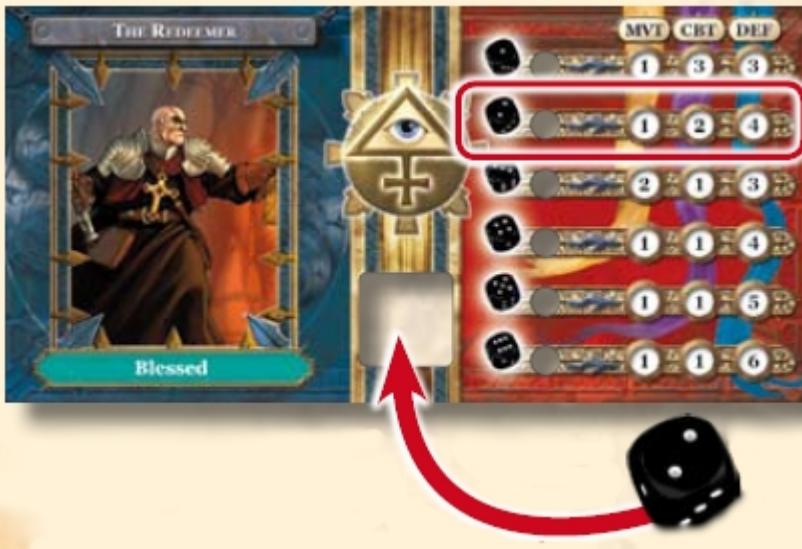 The Redeemer
MVT CBT DEF
1 3 3
1 2 4
2 1 3
1 1 4
1 1 5
1 1 6
Blessed